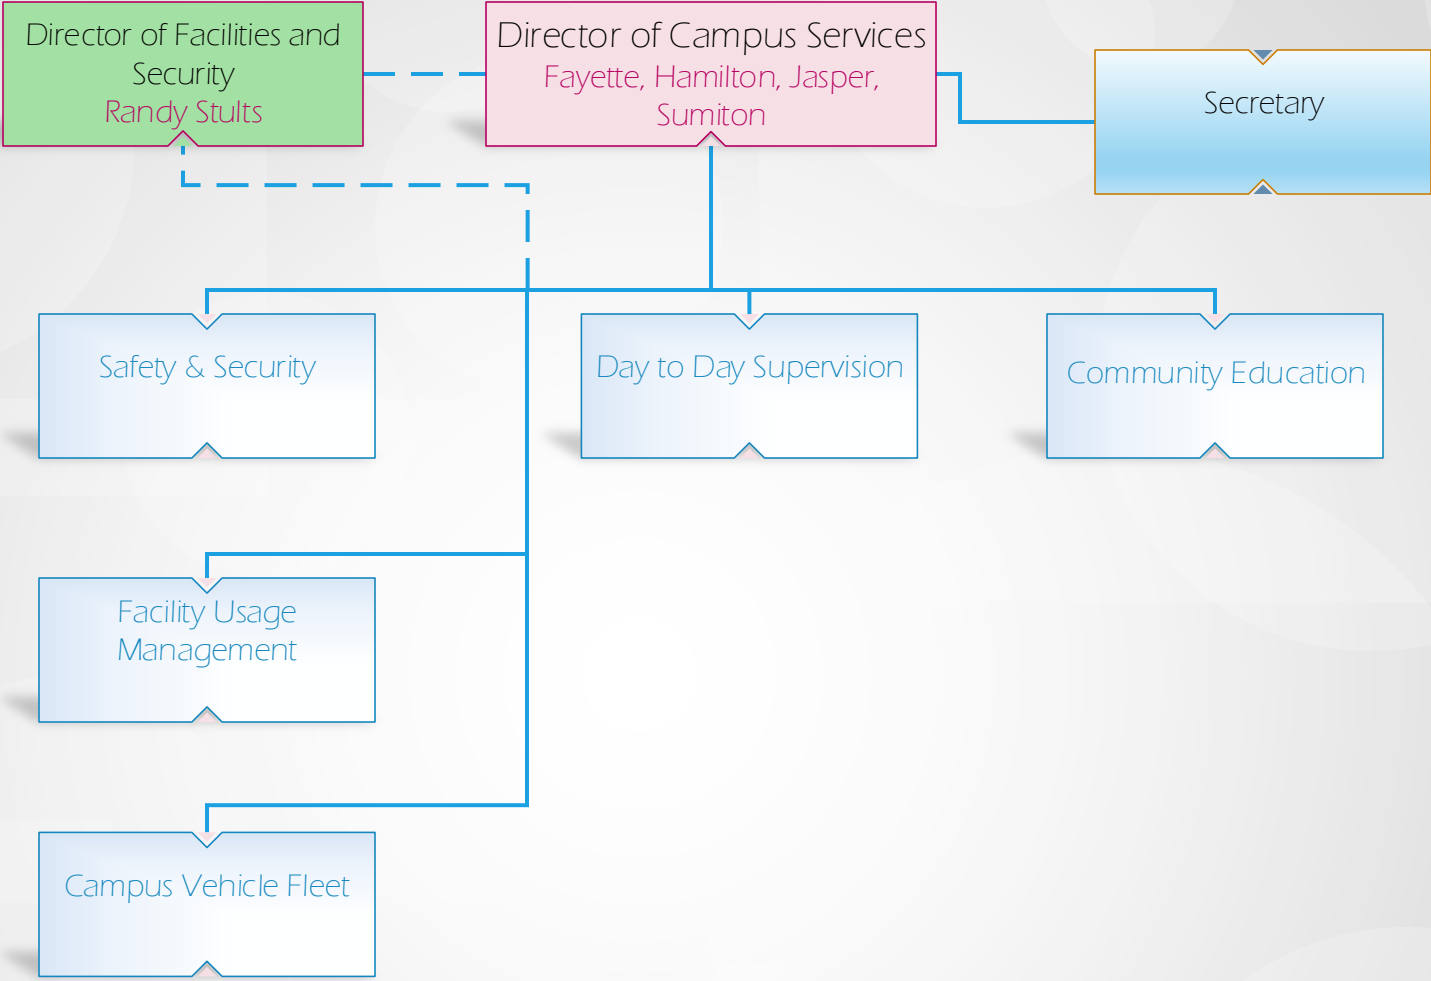 Director of Facilities and
Security
Randy Stults
Director of Campus Services
Fayette, Hamilton, Jasper,
Sumiton
Secretary
Safety & Security
Day to Day Supervision
Community Education
Facility Usage
Management
Campus Vehicle Fleet